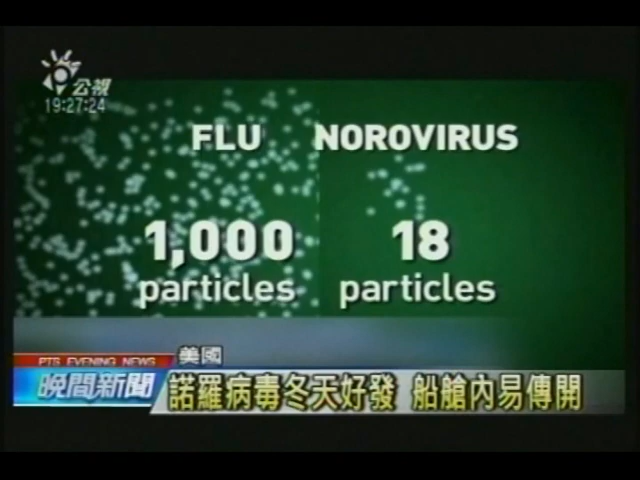 公視
19:27:24
FLU NOROVIRUS
1,000 18
particles particles
PTS EVENING NEWS 美國
晚間新聞 諾羅病毒冬天好發 船艙內易傳開